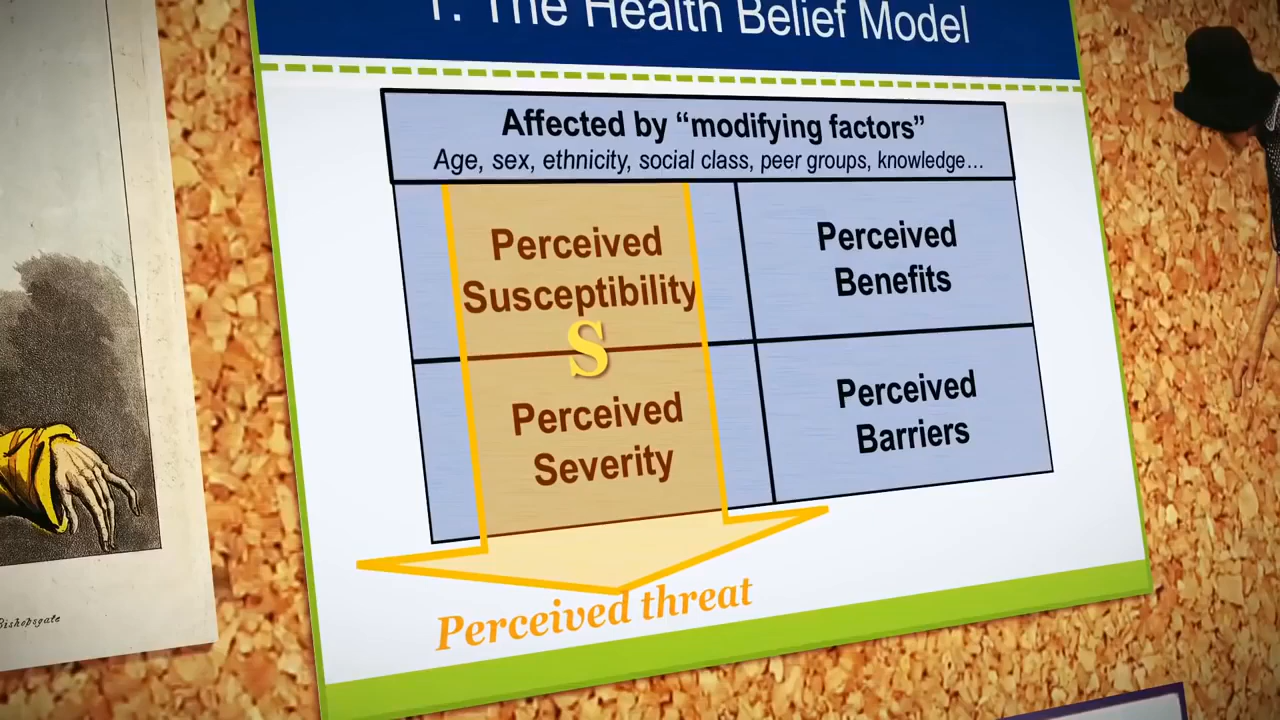 1. The Health Belief Model
Affected by “modifying factors”
Age, sex, ethnicity, social class, peer groups, knowledge…
Perceived
Susceptibility
Perceived
Benefits
S
Perceived
Severity
Perceived
Barriers
Perceived threat
Bishopsgate